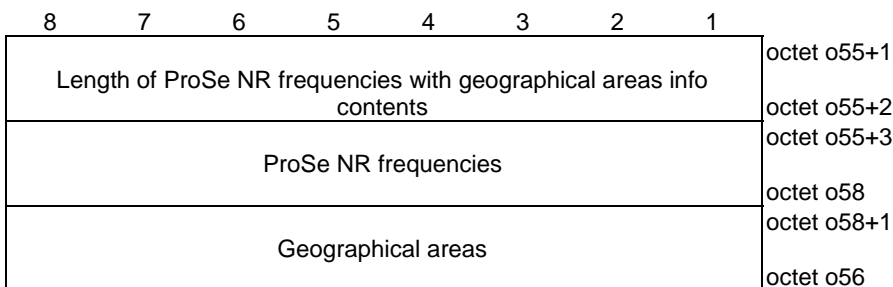 8 7 6 5 4 3 2 1
octet o55+1
Length of ProSe NR frequencies with geographical areas info
contents
octet o55+2
octet o55+3
ProSe NR frequencies
octet o58
octet o58+1
Geographical areas
octet o56